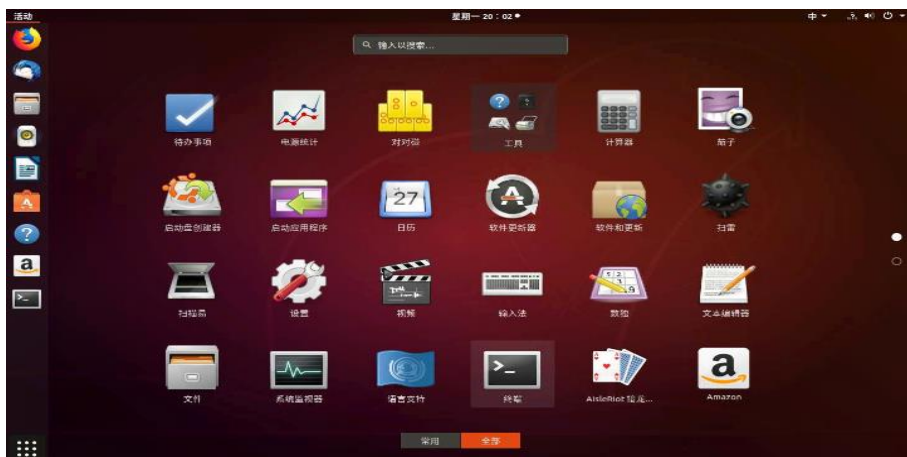 活动
星期一 20：02
中
输入以搜索...
待办事项
电源统计
对对碰
工具
计算器
茄子
启动盘创建器
启动应用程序
27
日历
软件更新器
软件和更新
扫雷
扫描易
设置
视频
输入法
数独
文本编辑器
文件
系统监视器
语言支持
终端
AisleRiot 接龙...
Amazon
常用
全部